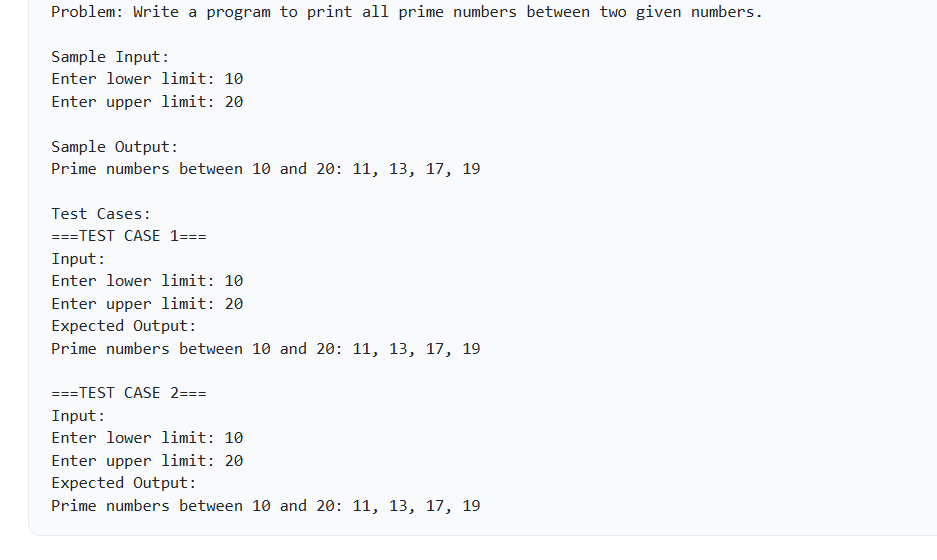 Problem: Write a program to print all prime numbers between two given numbers.
Sample Input:
Enter lower limit: 10
Enter upper limit: 20
Sample Output:
Prime numbers between 10 and 20: 11, 13, 17, 19
Test Cases:
===TEST CASE 1===
Input:
Enter lower limit: 10
Enter upper limit: 20
Expected Output:
Prime numbers between 10 and 20: 11, 13, 17, 19
===TEST CASE 2===
Input:
Enter lower limit: 10
Enter upper limit: 20
Expected Output:
Prime numbers between 10 and 20: 11, 13, 17, 19